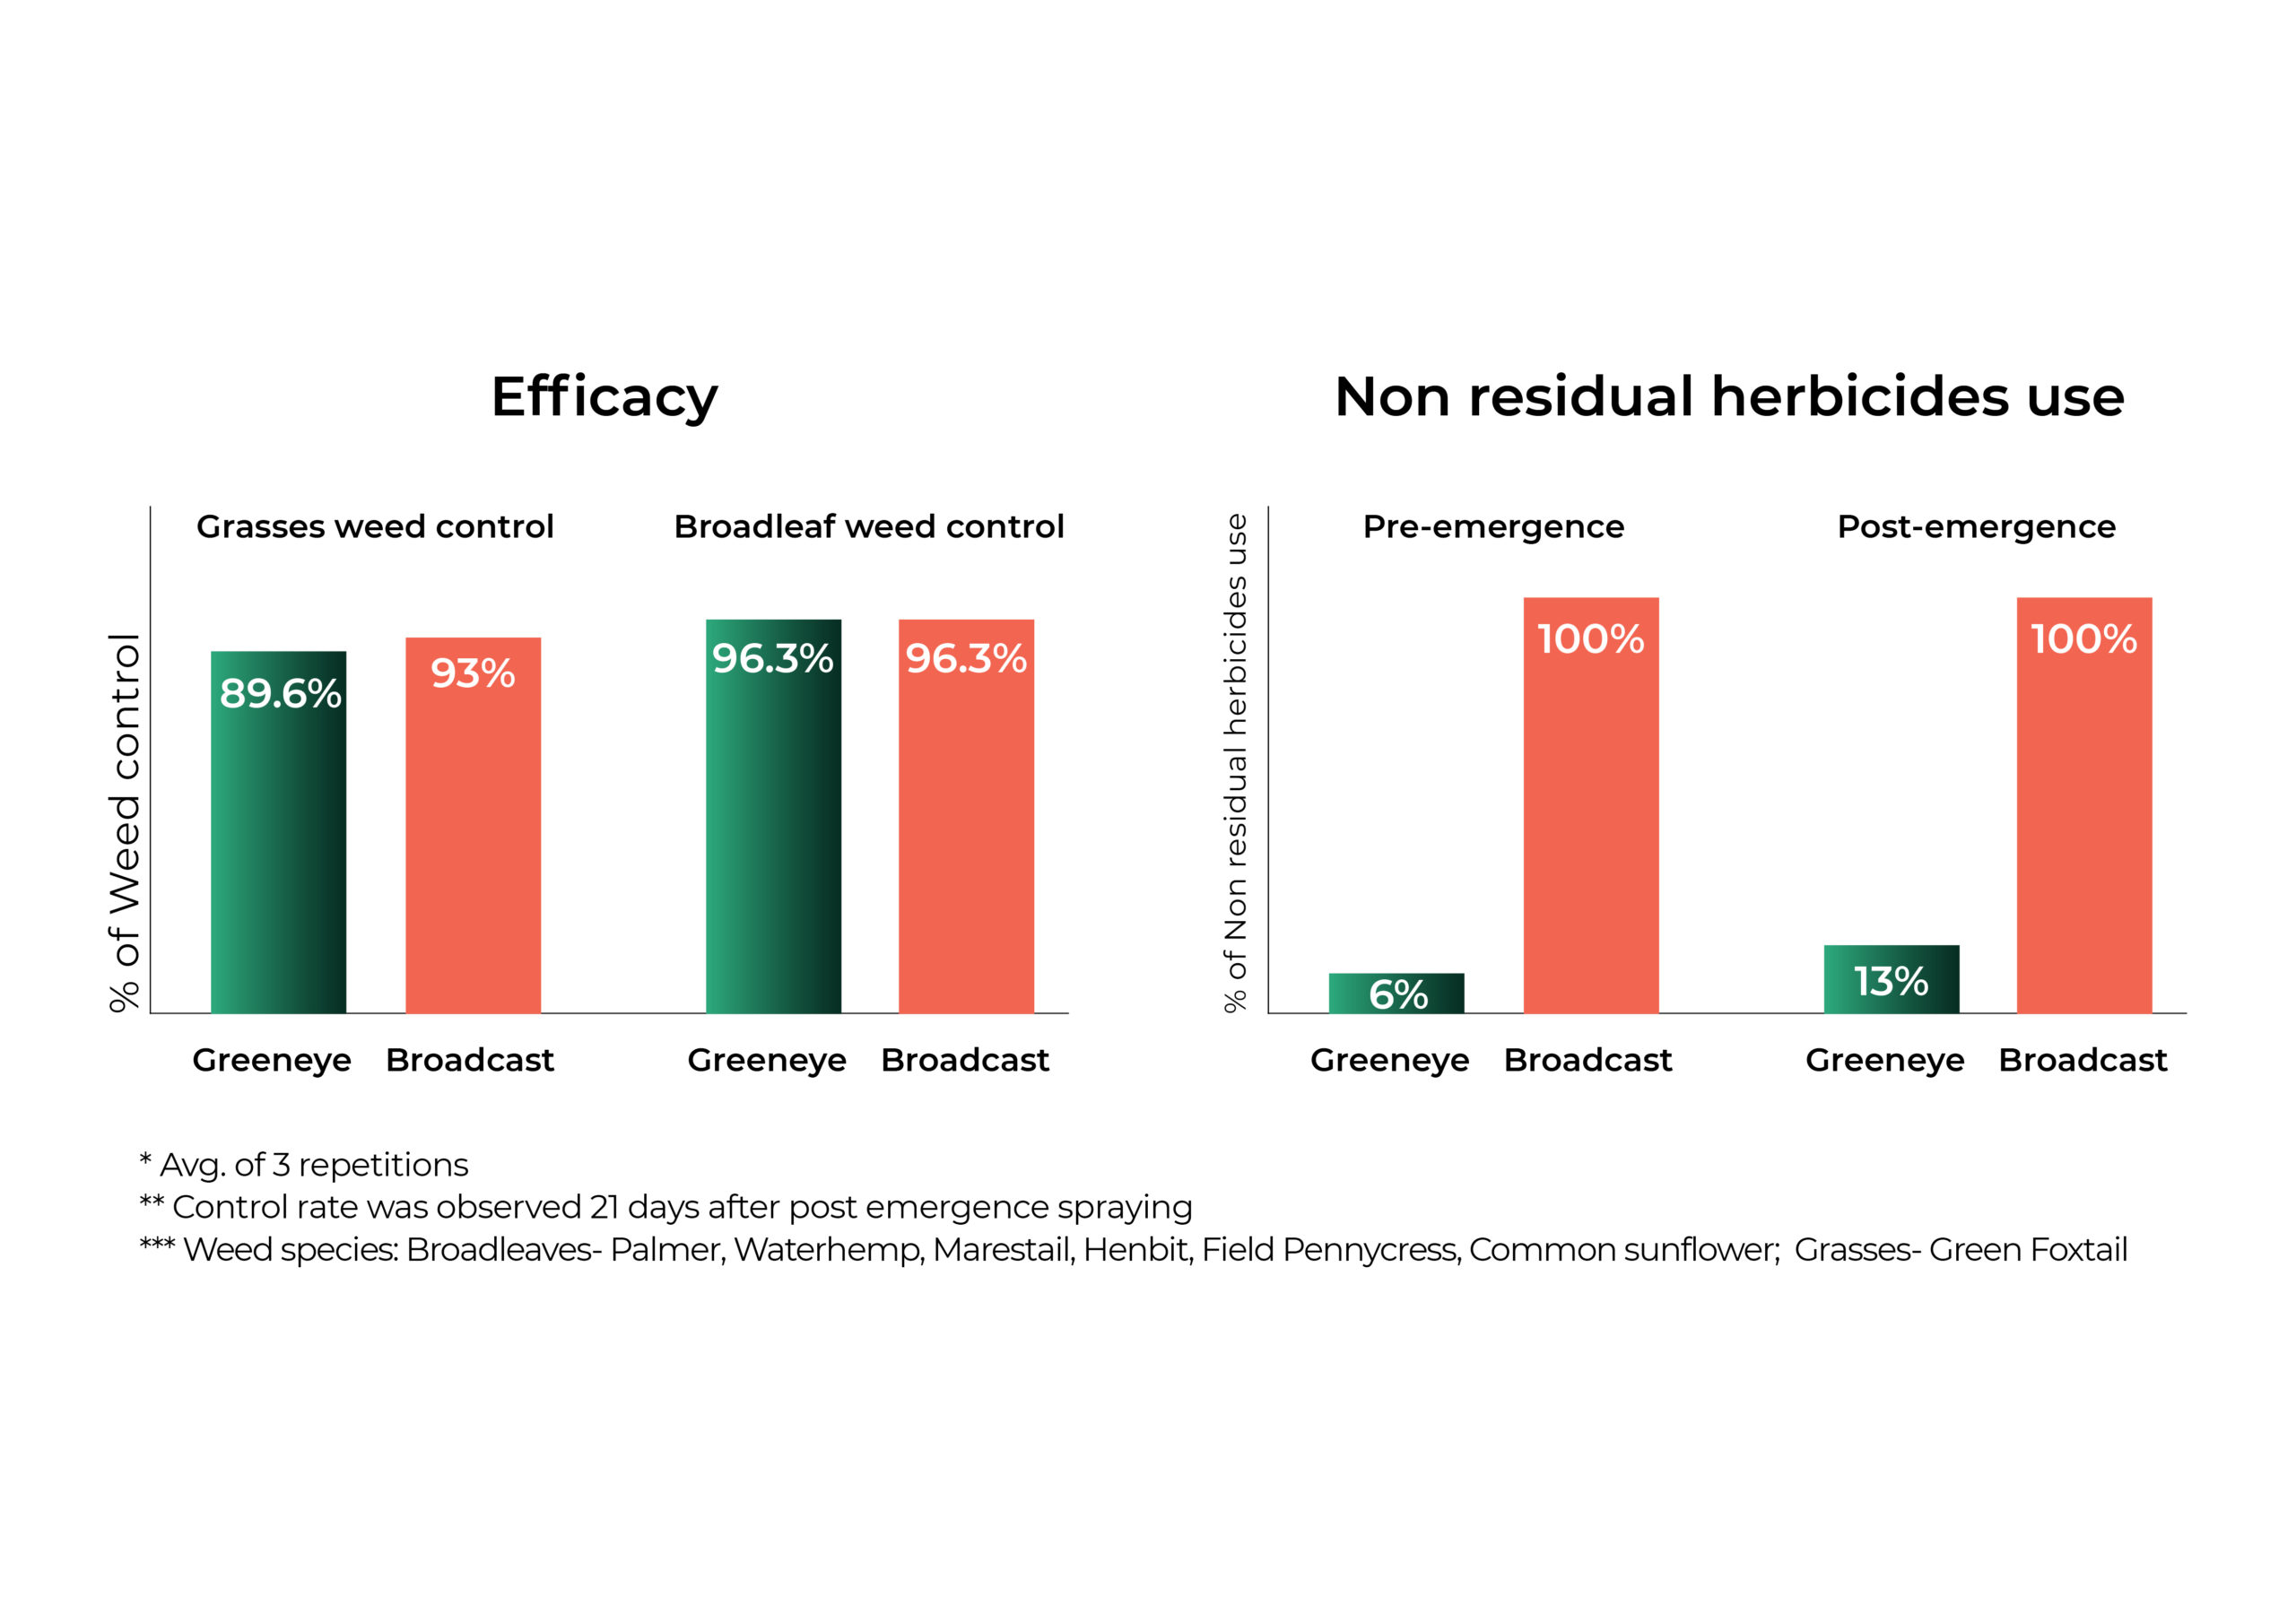 Efficacy
% of Weed control
Grasses weed control
Broadleaf weed control
89.6%
93%
96.3%
96.3%
Greeneye
Broadcast
Greeneye
Broadcast
Non residual herbicides use
% of Non residual herbicides use
Pre-emergence
Post-emergence
6%
100%
13%
100%
Greeneye
Broadcast
Greeneye
Broadcast
* Avg. of 3 repetitions
** Control rate was observed 21 days after post emergence spraying
*** Weed species: Broadleaves- Palmer, Waterhemp, Marestail, Henbit, Field Pennycress, Common sunflower; Grasses- Green Foxtail